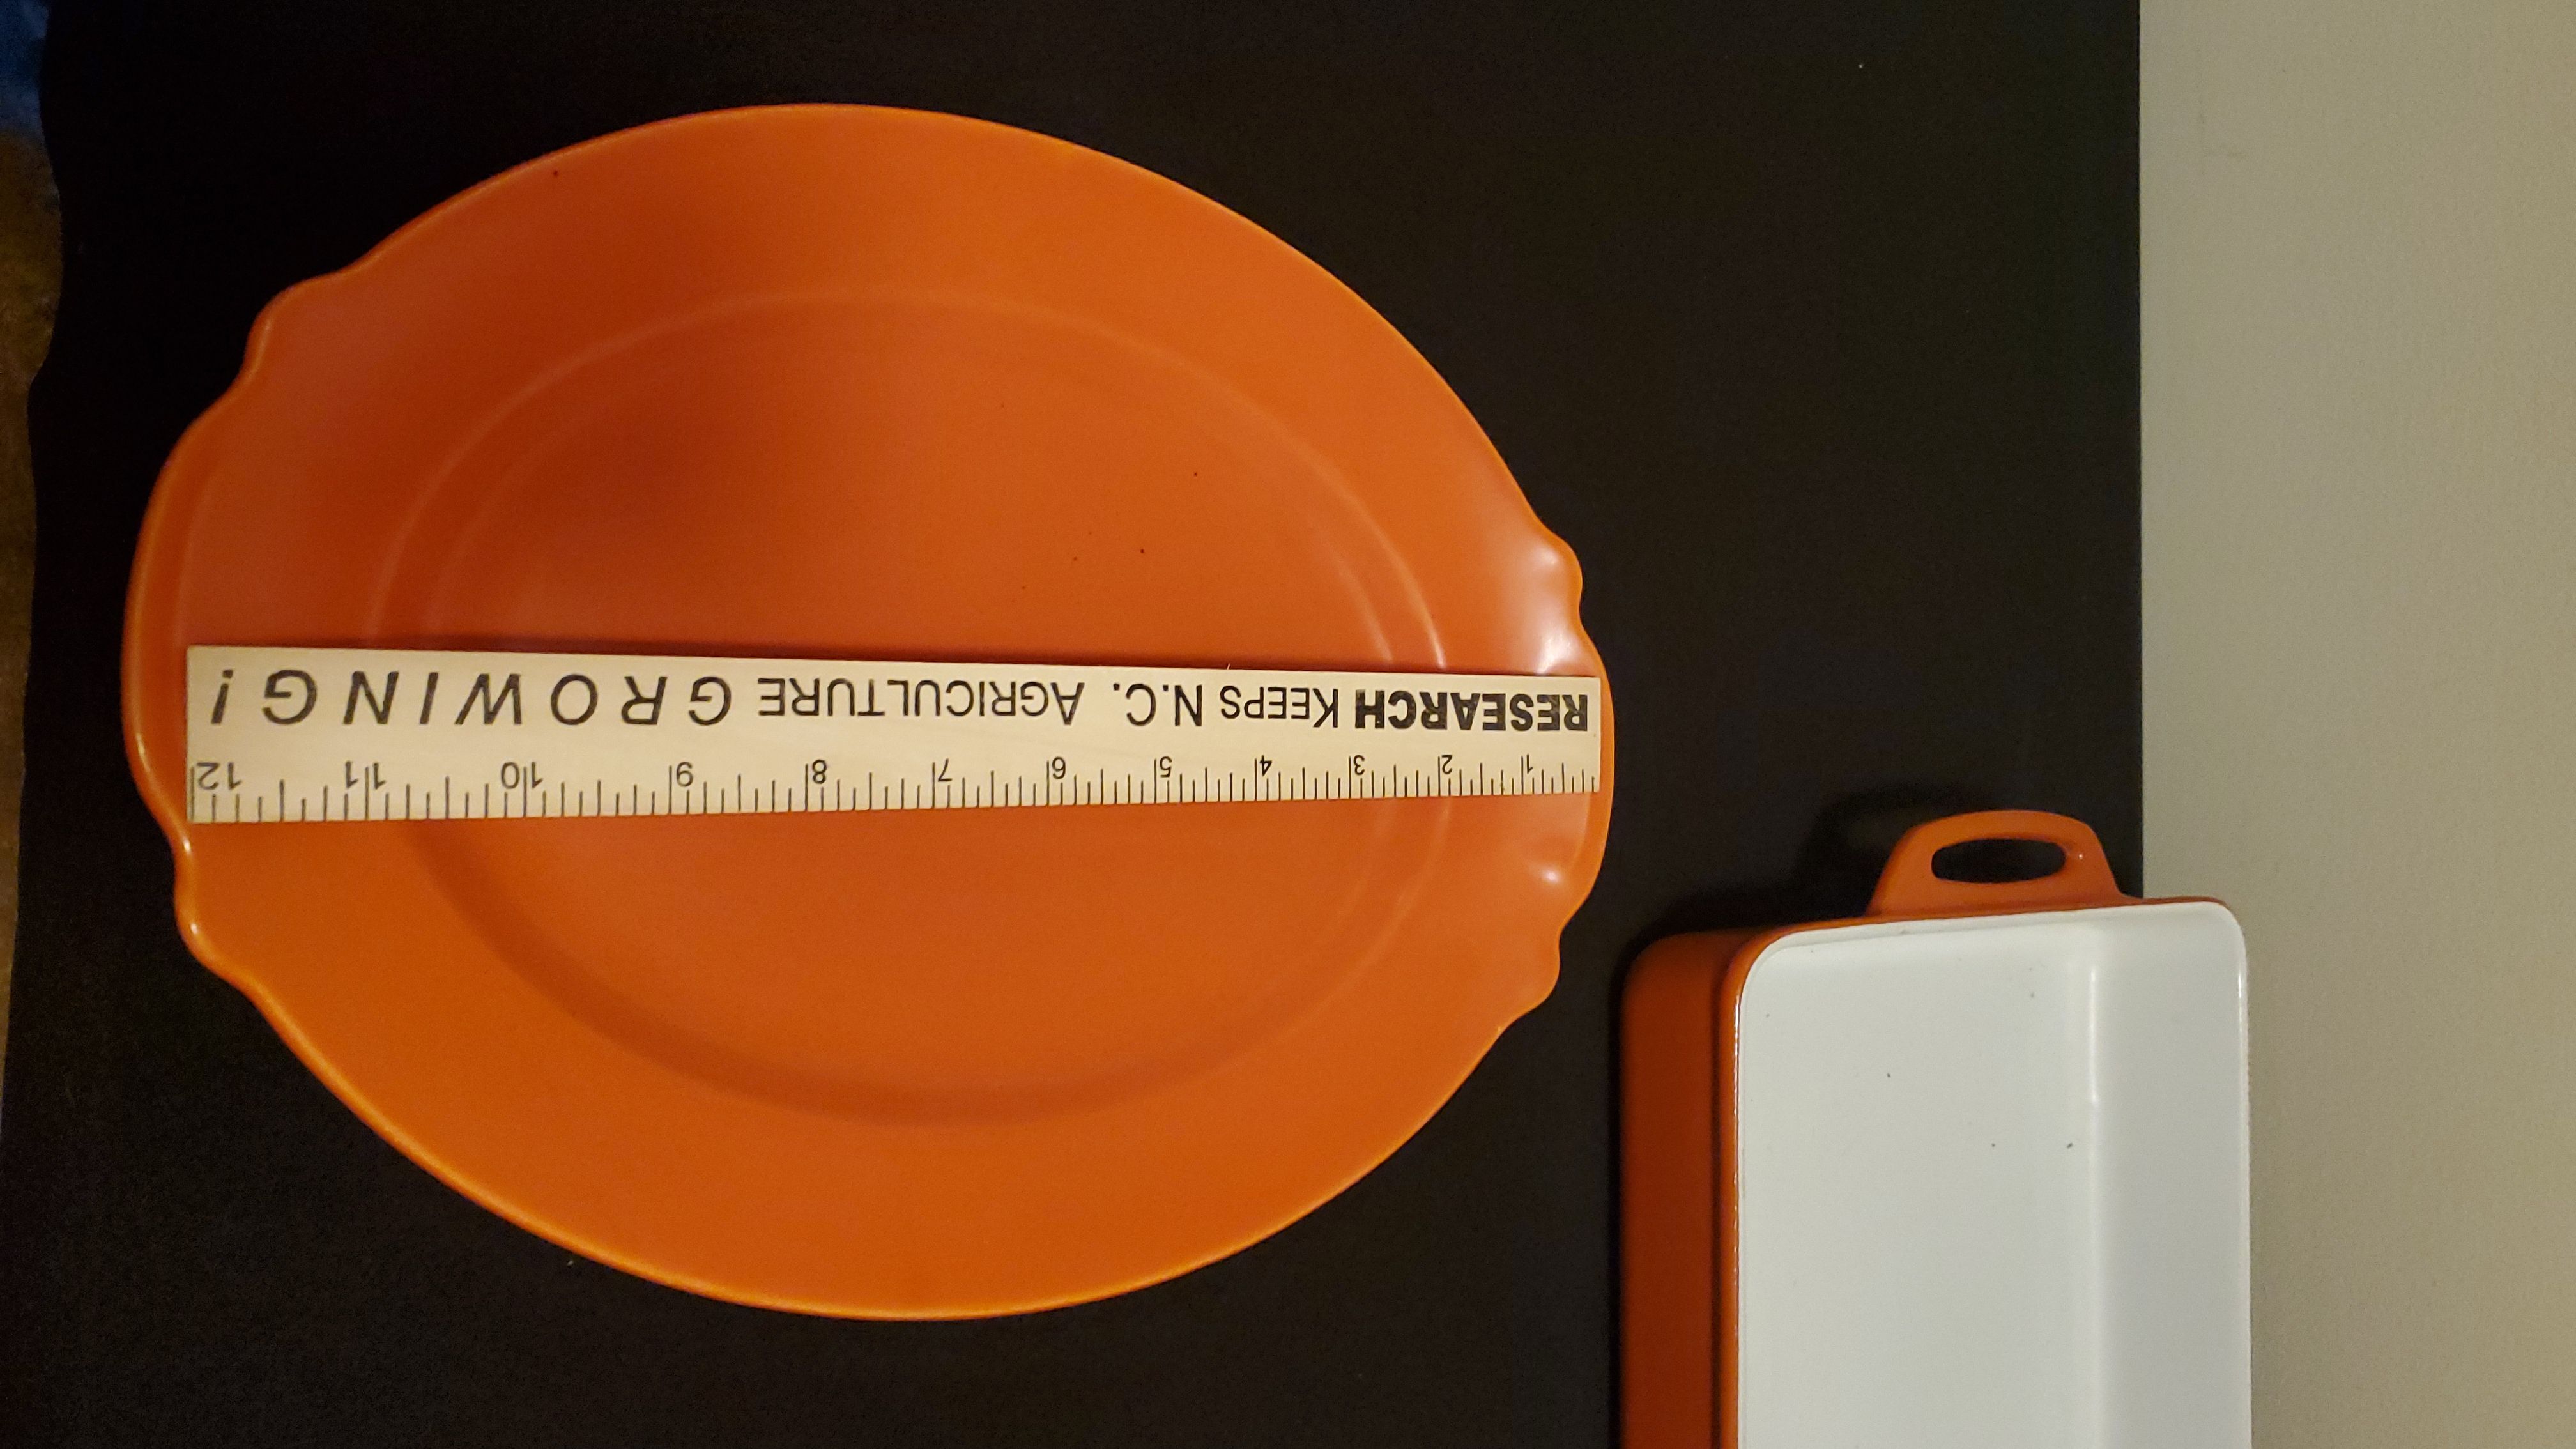 RESEARCH KEEPS N.C. AGRICULTURE GROWING!
1 2 3 4 5 6 7 8 9 10 11 12